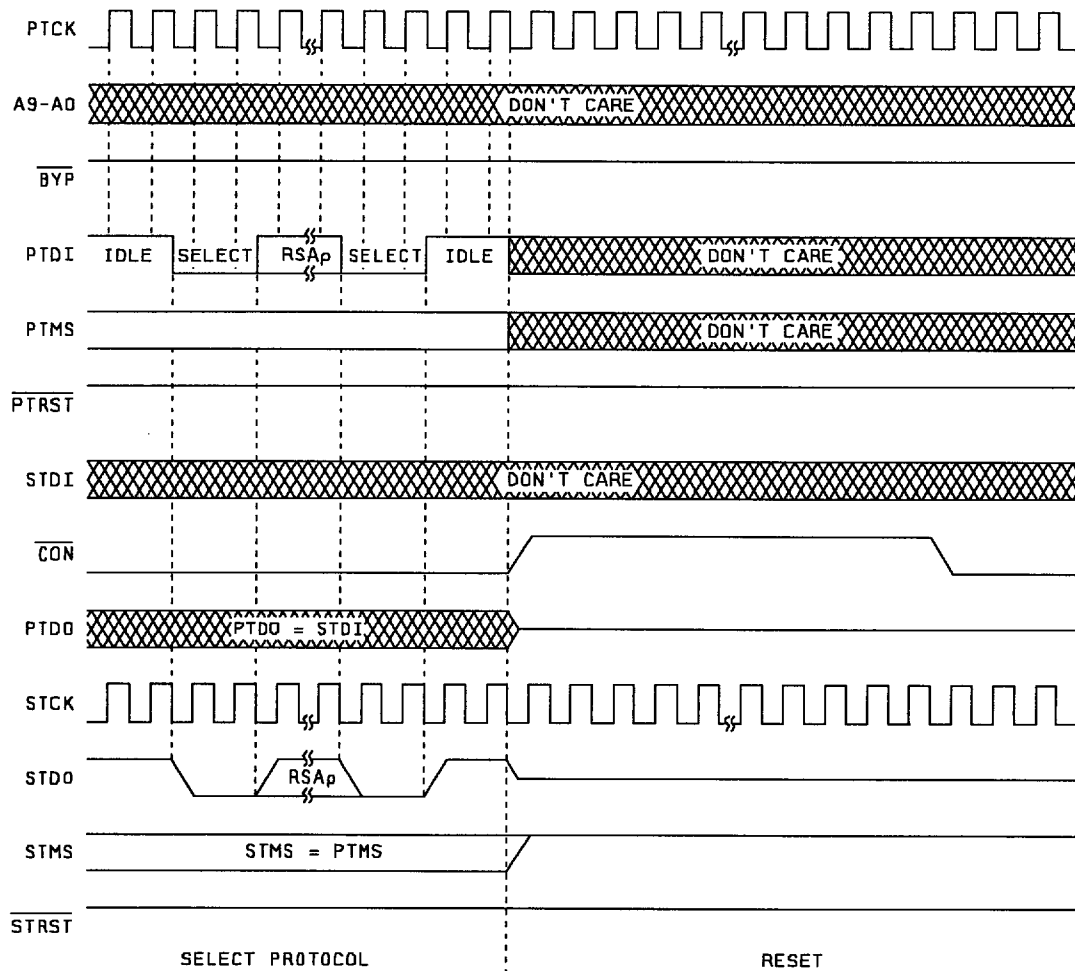 PTCK
A9-A0 DON'T CARE
BYP
PTDI IDLE SELECT RSAp SELECT IDLE DON'T CARE
PTMS DON'T CARE
PTRST
STDI DON'T CARE
CON
PTDO PTDO = STDI
STCK
STDO RSAp
STMS STMS = PTMS
STRST
SELECT PROTOCOL RESET